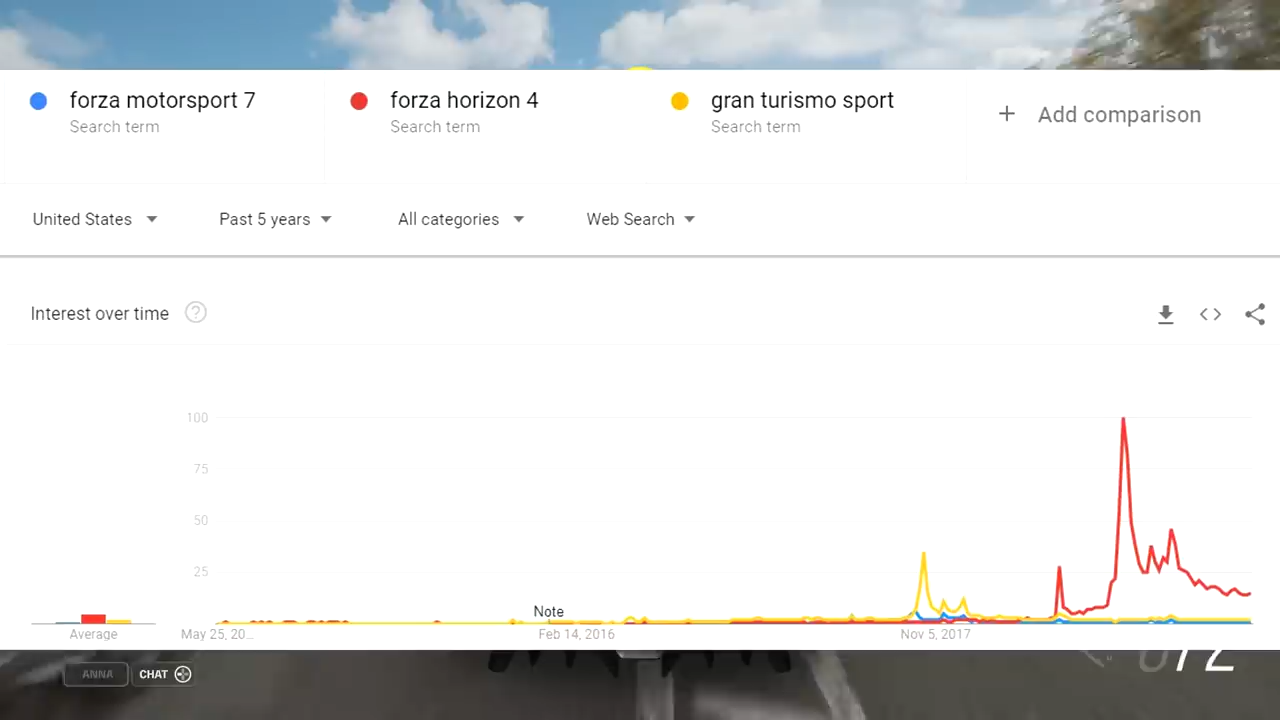 forza motorsport 7
Search term
forza horizon 4
Search term
gran turismo sport
Search term
+ Add comparison
United States
Past 5 years
All categories
Web Search
Interest over time ?
100
75
50
25
Note
Average
May 25, 20...
Feb 14, 2016
Nov 5, 2017
ANNA
CHAT